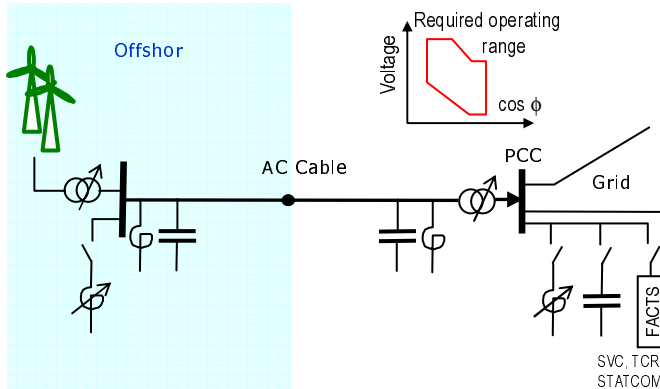 Required operating
range
Offshor
Voltage
cos ϕ
AC Cable
PCC
Grid
FACTS
SVC, TCR
STATCOM